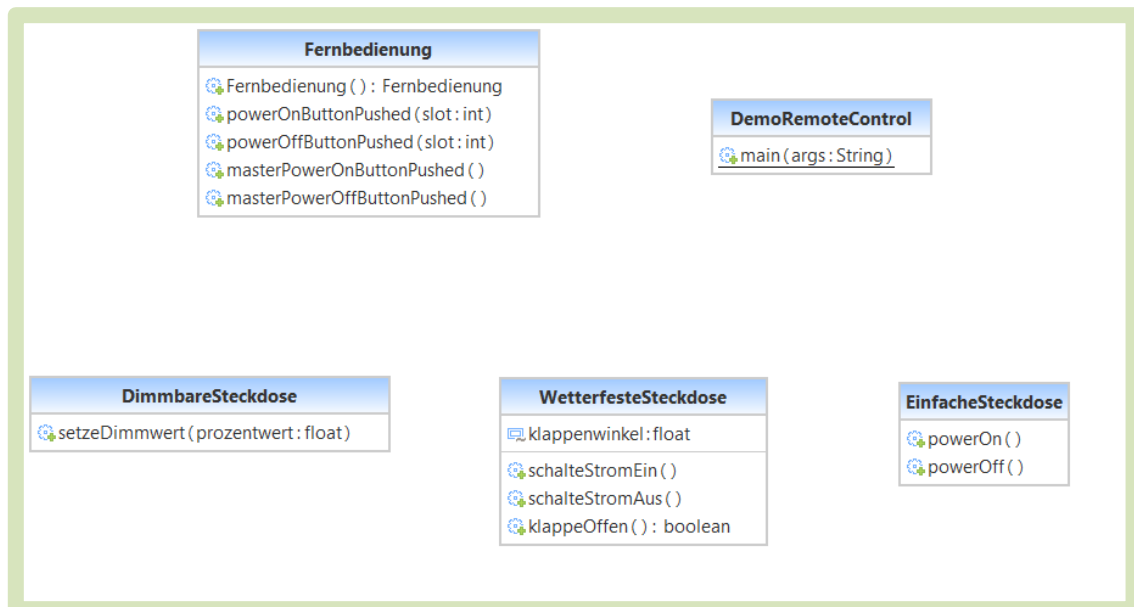 Fernbedienung
Fernbedienung(): Fernbedienung
powerOnButtonPushed(slot:int)
powerOffButtonPushed(slot:int)
masterPowerOnButtonPushed()
masterPowerOffButtonPushed()
DemoRemoteControl
main(args:String)
DimmbareSteckdose
setzeDimmwert(prozentwert:float)
WetterfesteSteckdose
klappenwinkel:float
schalteStromEin()
schalteStromAus()
klappeOffen(): boolean
EinfacheSteckdose
powerOn()
powerOff()